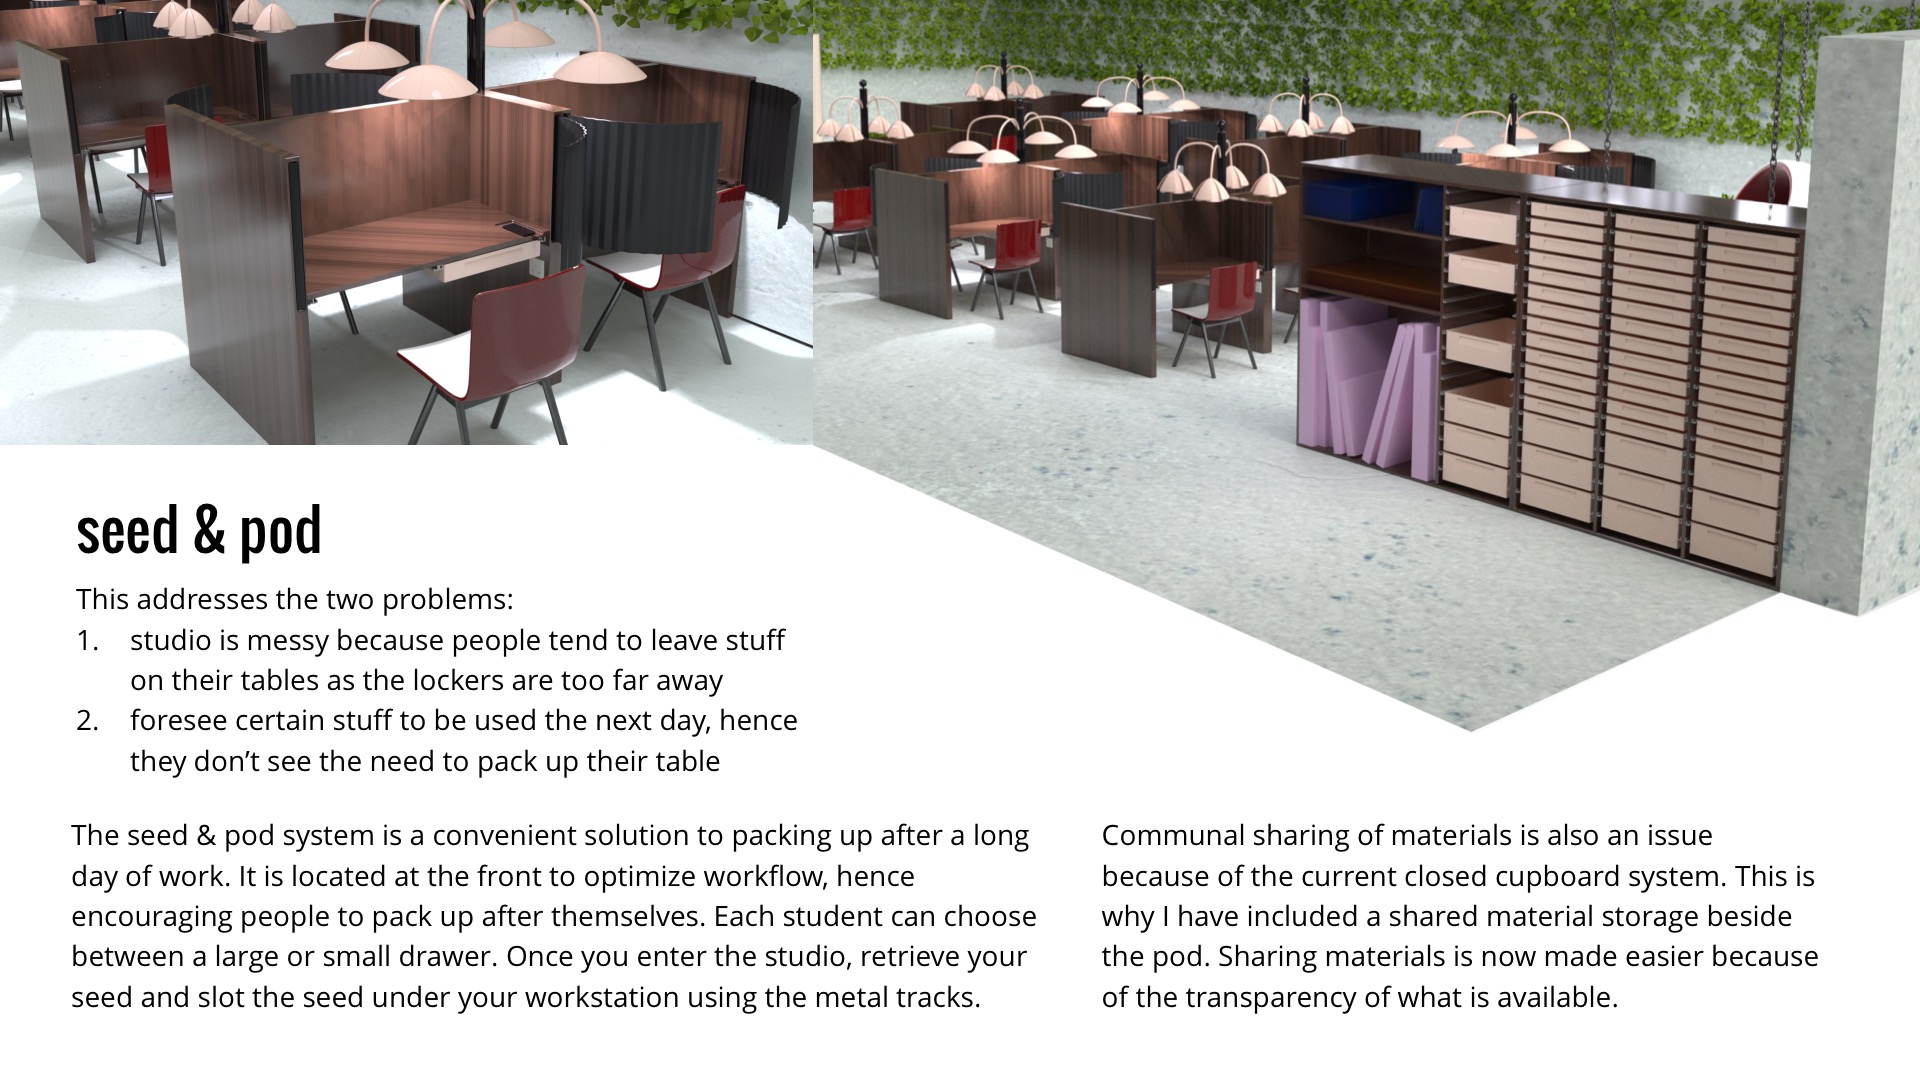 seed & pod
This addresses the two problems:
1. studio is messy because people tend to leave stuff
on their tables as the lockers are too far away
2. foresee certain stuff to be used the next day, hence
they don’t see the need to pack up their table
The seed & pod system is a convenient solution to packing up after a long
day of work. It is located at the front to optimize workflow, hence
encouraging people to pack up after themselves. Each student can choose
between a large or small drawer. Once you enter the studio, retrieve your
seed and slot the seed under your workstation using the metal tracks.
Communal sharing of materials is also an issue
because of the current closed cupboard system. This is
why I have included a shared material storage beside
the pod. Sharing materials is now made easier because
of the transparency of what is available.